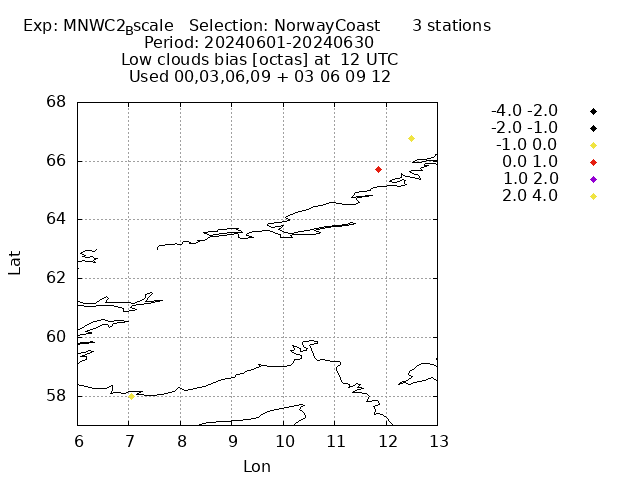 Exp: MNWC2_Bscale Selection: NorwayCoast 3 stations
Period: 20240601-20240630
Low clouds bias [octas] at 12 UTC
Used 00,03,06,09 + 03 06 09 12
-4.0 -2.0
-2.0 -1.0
-1.0 0.0
0.0 1.0
1.0 2.0
2.0 4.0
68
66
64
62
60
58
Lat
6 7 8 9 10 11 12 13
Lon